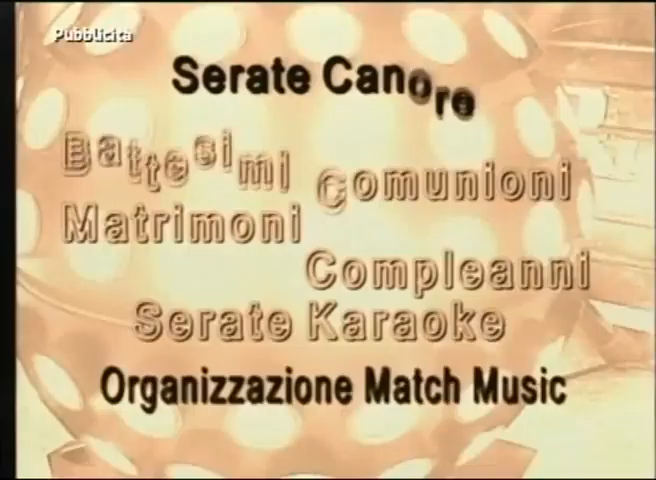 Pubblicità
Serate Canore
Battesimi Comunioni
Matrimoni
Compleanni
Serate Karaoke
Organizzazione Match Music